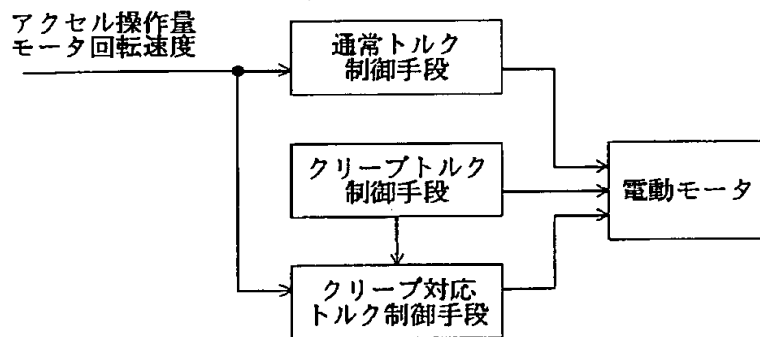 アクセル操作量
モータ回転速度
通常トルク
制御手段
クリープトルク
制御手段
電動モータ
クリープ対応
トルク制御手段